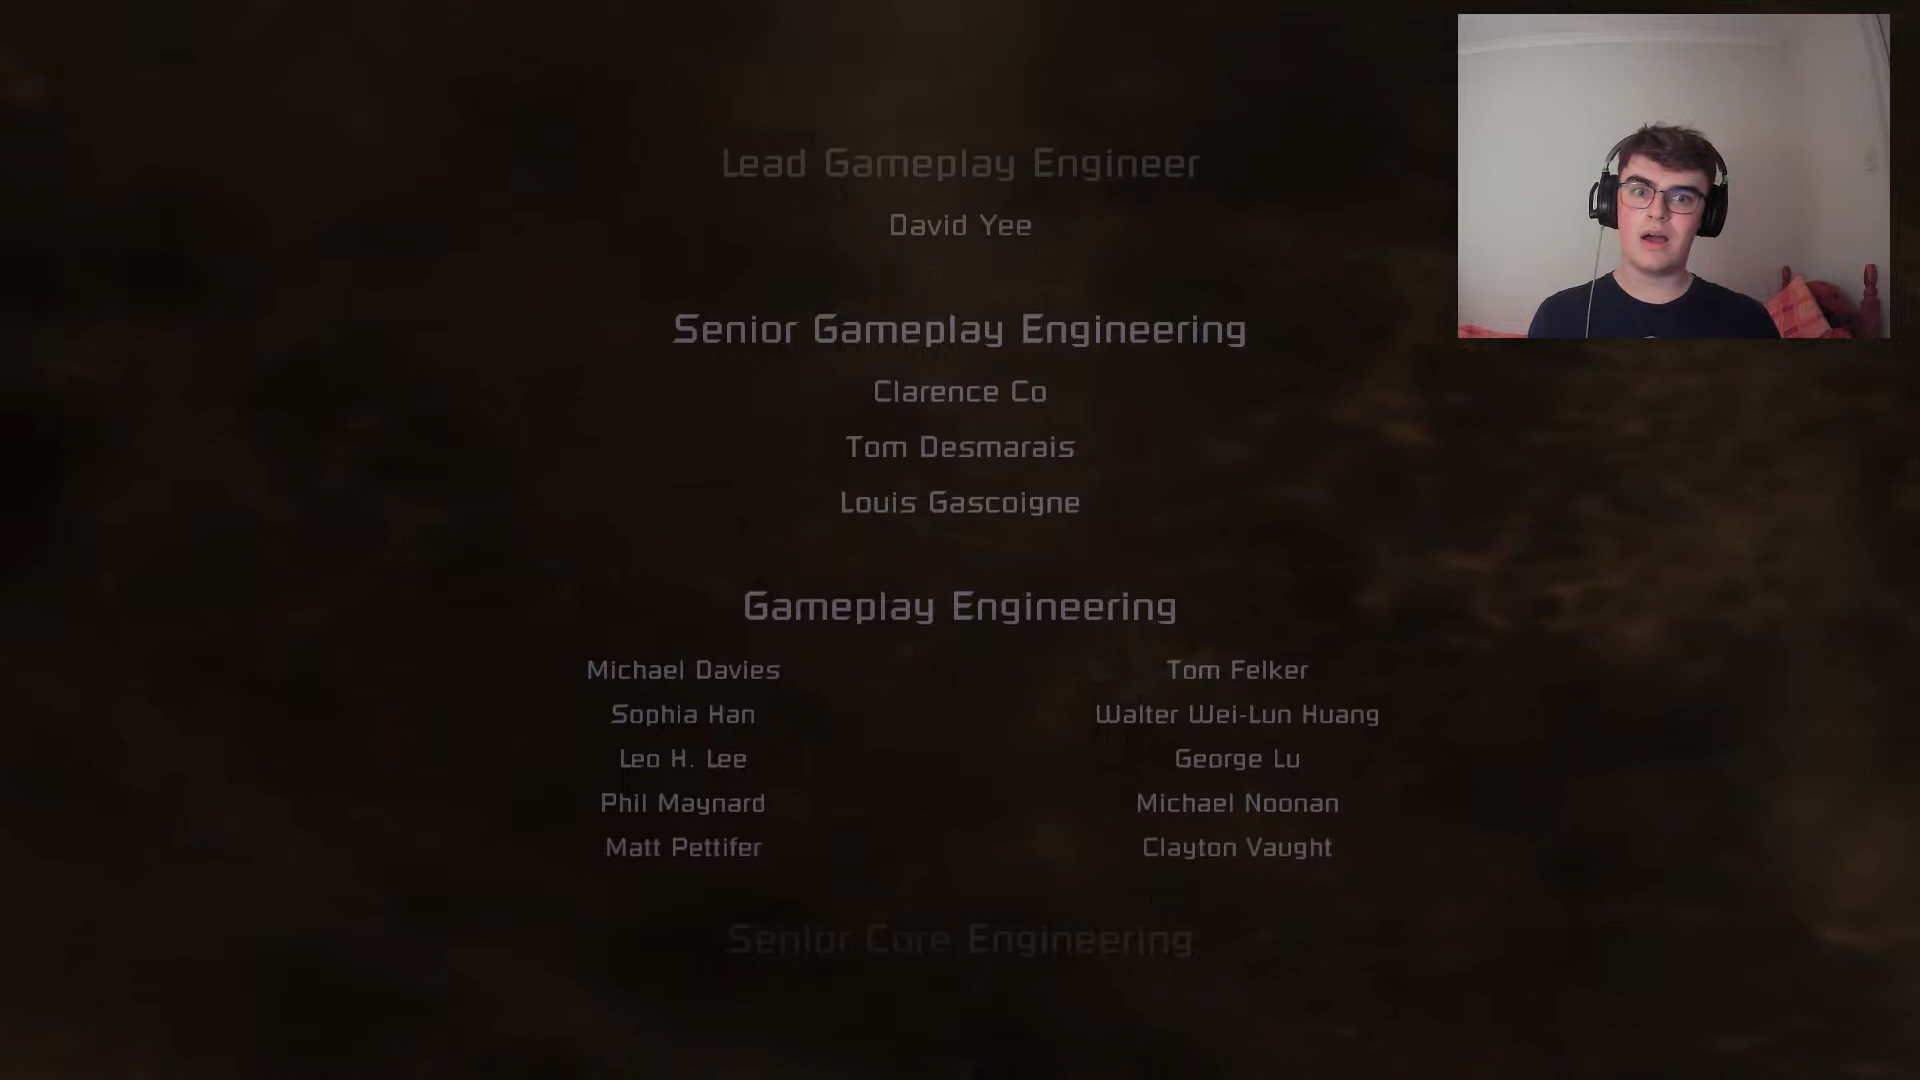 Lead Gameplay Engineer
David Yee
Senior Gameplay Engineering
Clarence Co
Tom Desmarais
Louis Gascoigne
Gameplay Engineering
Michael Davies Tom Felker
Sophia Han Walter Wei-Lun Huang
Leo H. Lee George Lu
Phil Maynard Michael Noonan
Matt Pettifer Clayton Vaught
Senior Core Engineering